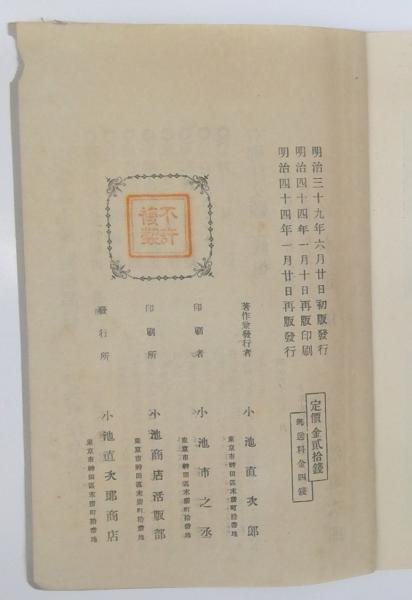 明治三十九年六月廿日初版發行
明治四十四年一月十日再版印刷
明治四十四年一月廿日再版發行
定價金貳拾錢
郵送料金四錢
不許
複製
著作兼發行者
小池直次郎
東京市神田區末廣町拾番地
印刷者
小池沛之丞
東京市神田區末廣町拾番地
印刷所
小池商店活版部
東京市神田區末廣町拾番地
發行所
小池直次郎商店
東京市神田區末廣町拾番地